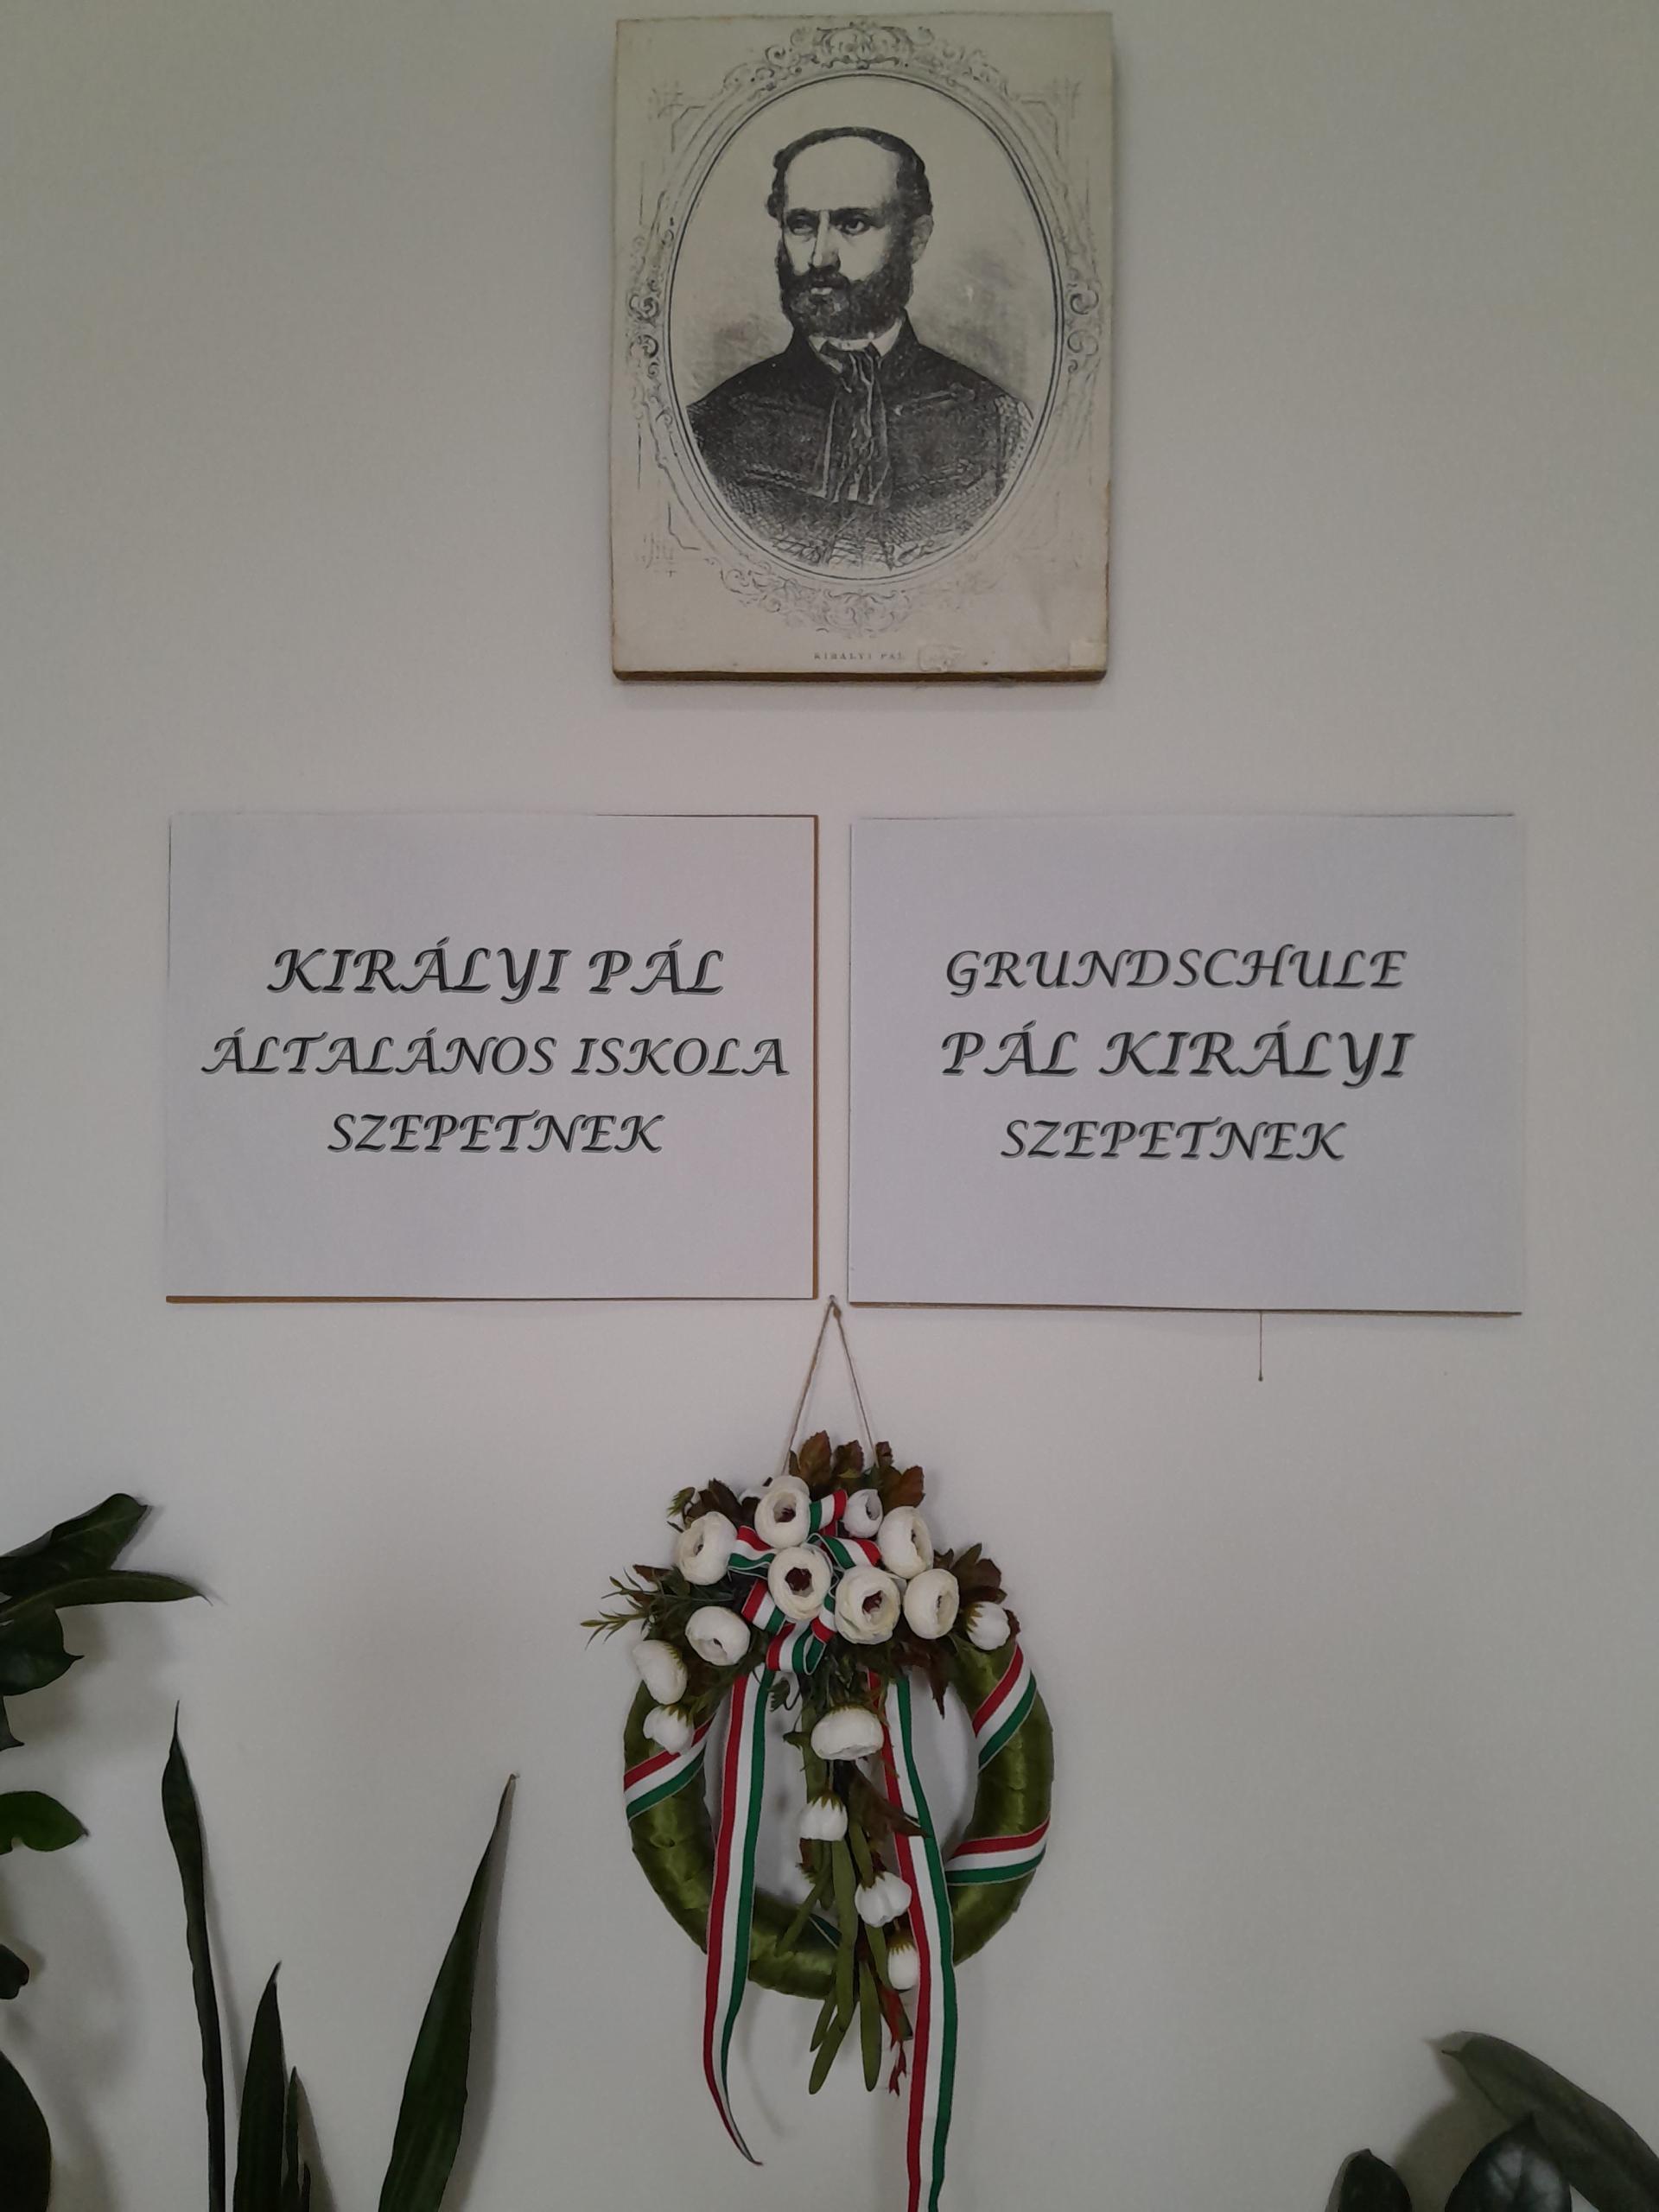 KIRÁLYI PÁL
KIRÁLYI PÁL
ÁLTALÁNOS ISKOLA
SZEPETNEK
GRUNDSCHULE
PÁL KIRÁLYI
SZEPETNEK